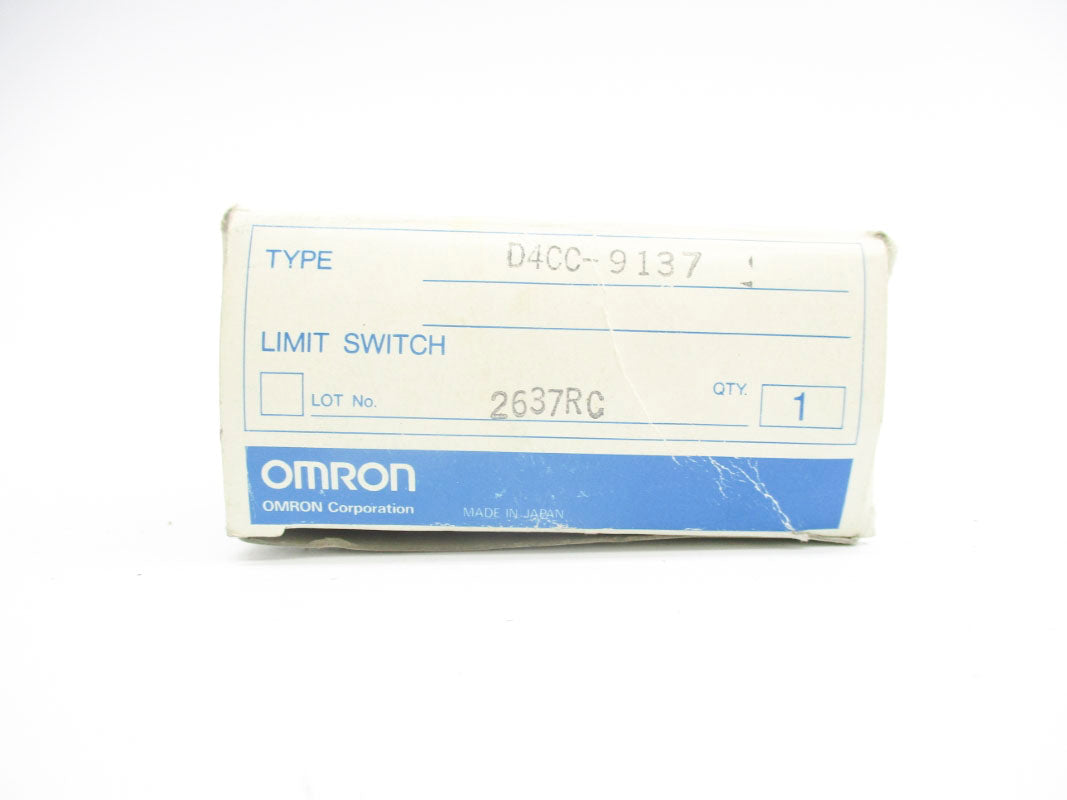 TYPE D4CC-9137
LIMIT SWITCH
LOT No. 2637RC QTY. 1
OMRON
OMRON Corporation MADE IN JAPAN